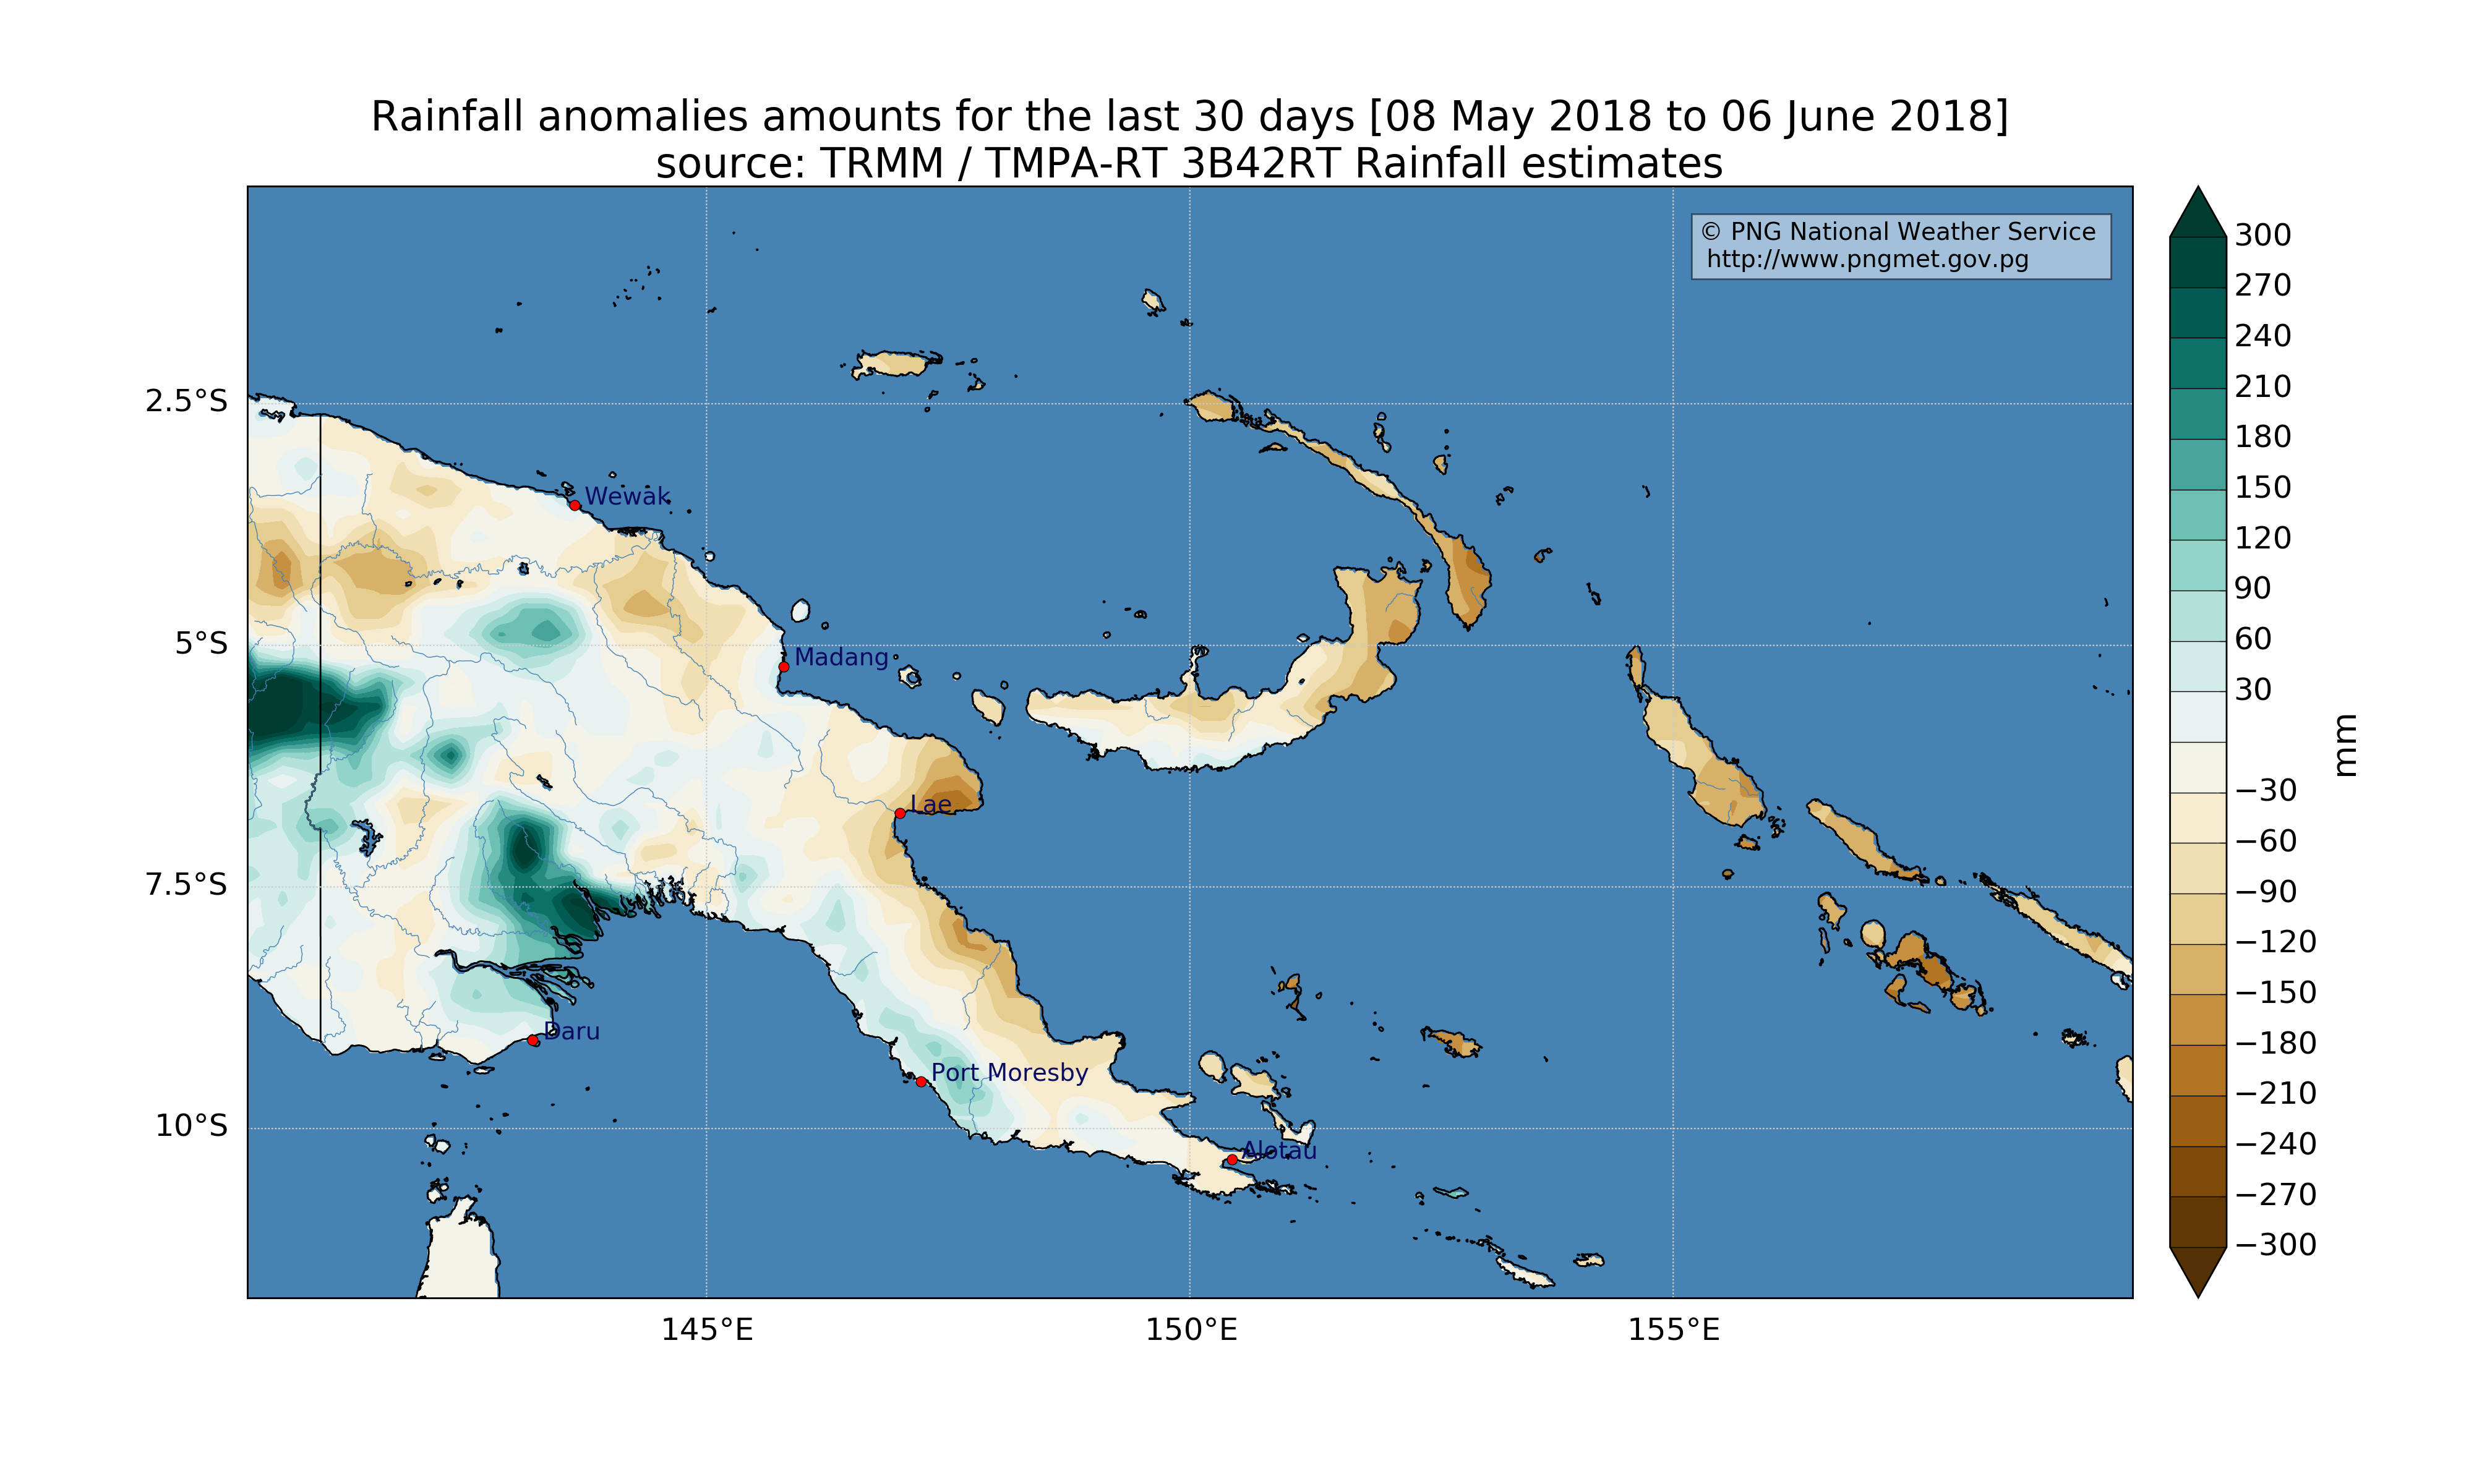 Rainfall anomalies amounts for the last 30 days [08 May 2018 to 06 June 2018]
source: TRMM / TMPA-RT 3B42RT Rainfall estimates
© PNG National Weather Service
http://www.pngmet.gov.pg
2.5°S
5°S
7.5°S
10°S
145°E
150°E
155°E
Wewak
Madang
Lae
Daru
Port Moresby
Alotau
300
270
240
210
180
150
120
90
60
30
−30
−60
−90
−120
−150
−180
−210
−240
−270
−300
mm